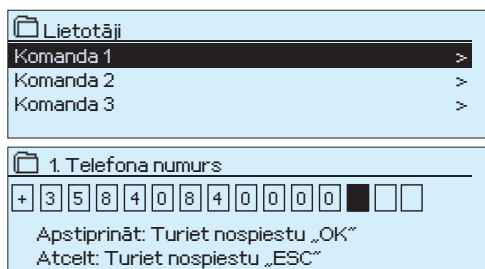 Lietotāji
Komanda 1 >
Komanda 2 >
Komanda 3 >
1. Telefona numurs
+358408400000
Apstiprināt: Turiet nospiestu „OK˝
Atcelt: Turiet nospiestu „ESC˝